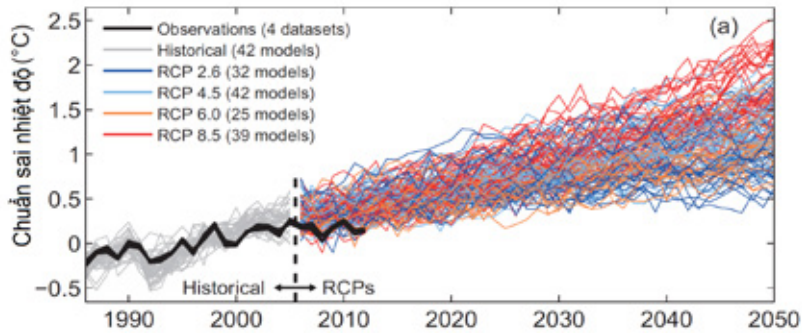 (a)
Observations (4 datasets)
Historical (42 models)
RCP 2.6 (32 models)
RCP 4.5 (42 models)
RCP 6.0 (25 models)
RCP 8.5 (39 models)
Chuẩn sai nhiệt độ (°C)
2.5
2
1.5
1
0.5
0
−0.5
Historical
RCPs
1990 2000 2010 2020 2030 2040 2050